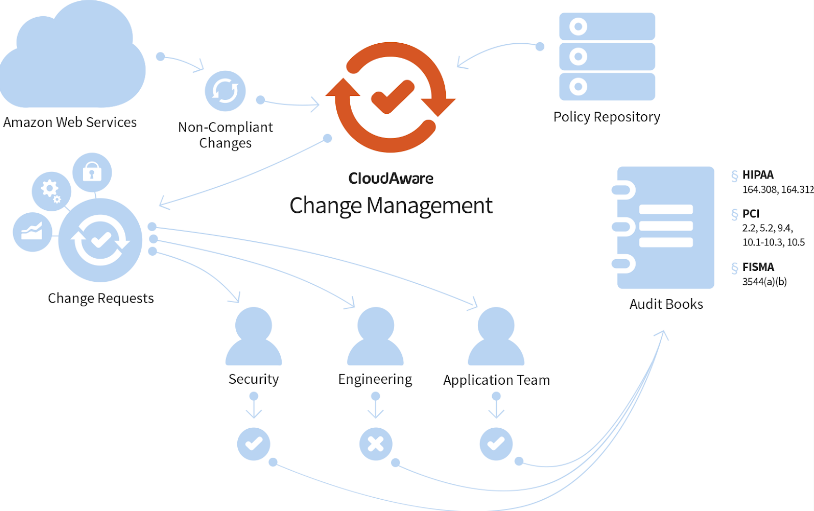 Amazon Web Services
Non-Compliant
Changes
CloudAware
Change Management
Policy Repository
Change Requests
Security
Engineering
Application Team
Audit Books
§ HIPAA
164.308, 164.312
§ PCI
2.2, 5.2, 9.4,
10.1-10.3, 10.5
§ FISMA
3544(a)(b)